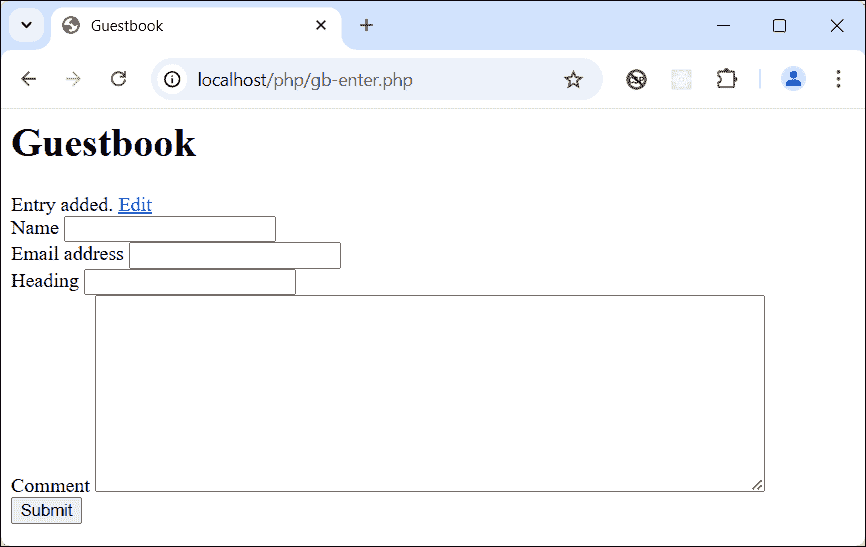 Guestbook
localhost/php/gb-enter.php
Guestbook
Entry added. Edit
Name
Email address
Heading
Comment
Submit